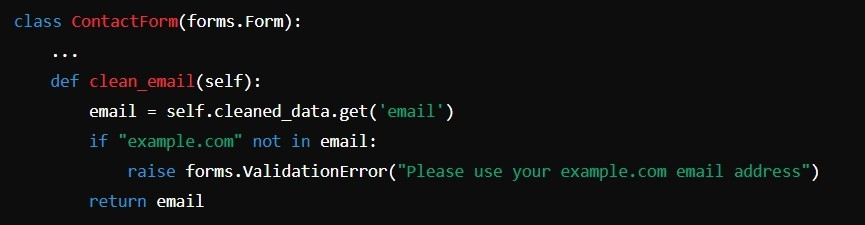 class ContactForm(forms.Form):
    ...
    def clean_email(self):
        email = self.cleaned_data.get('email')
        if "example.com" not in email:
            raise forms.ValidationError("Please use your example.com email address")
        return email